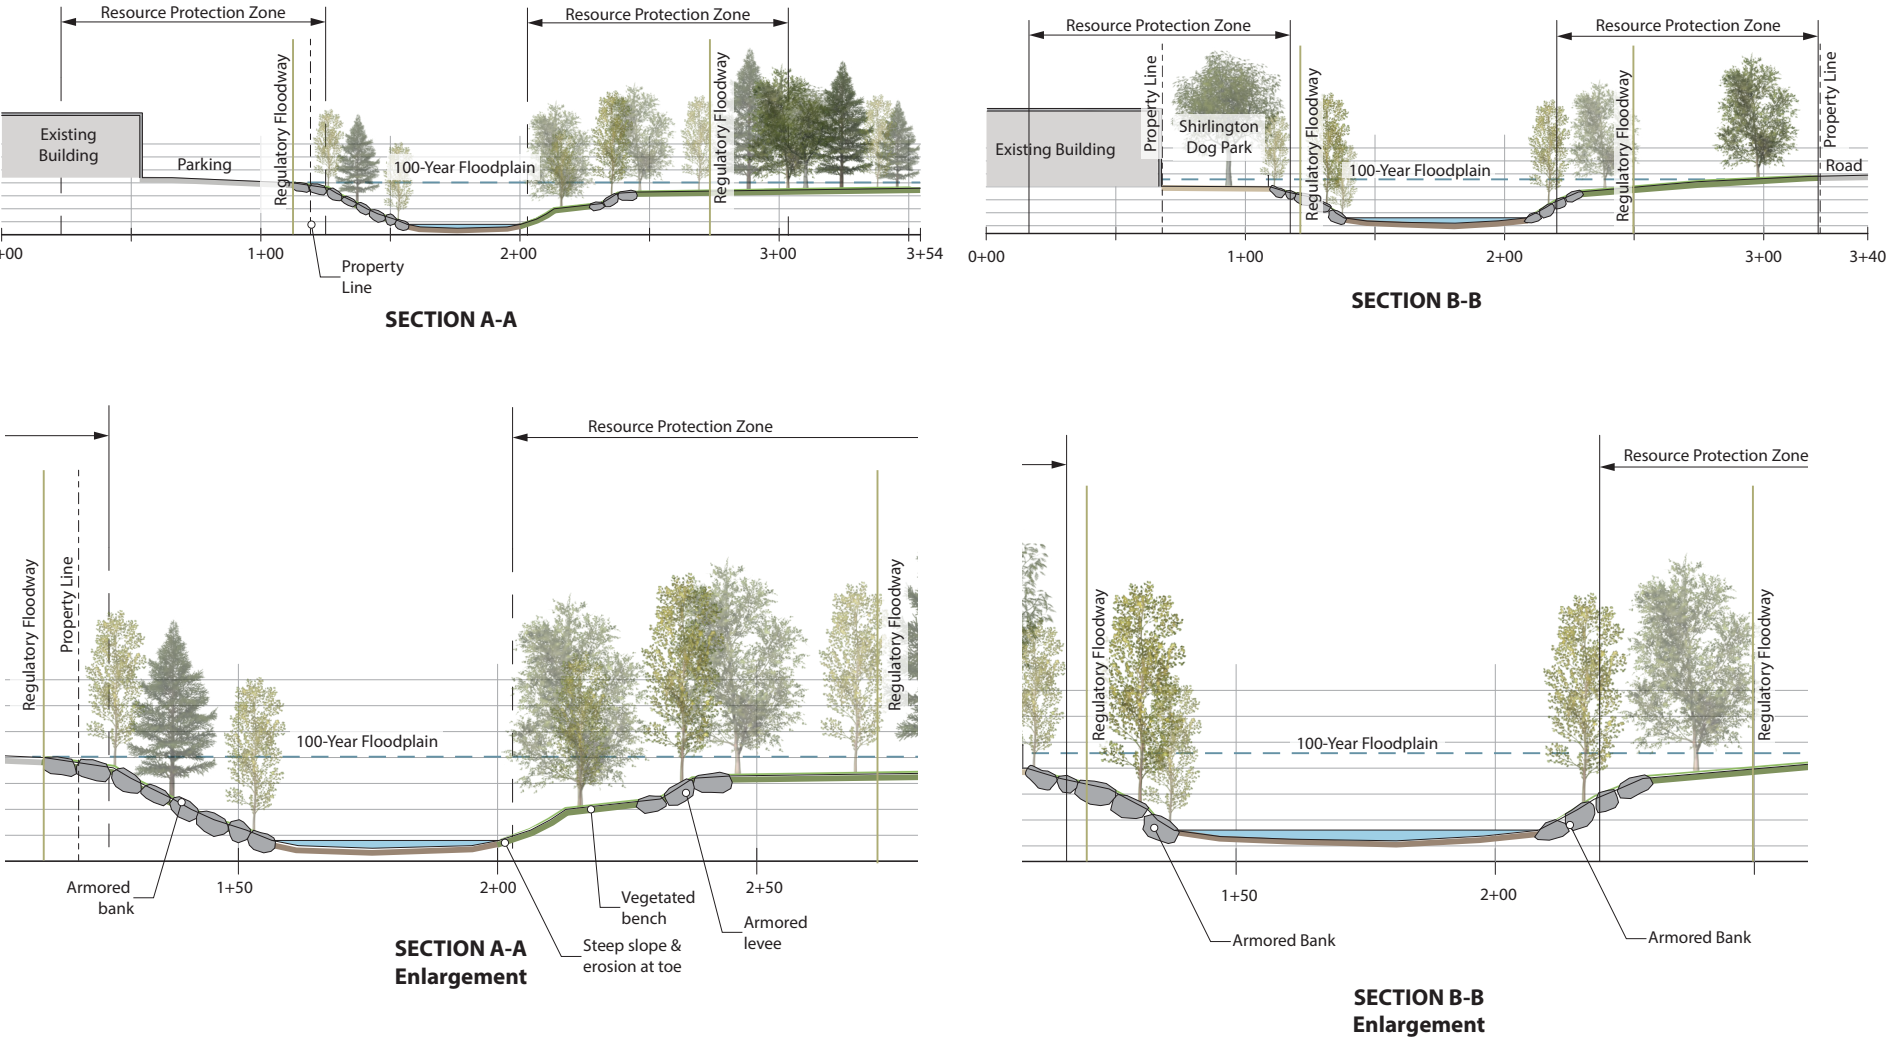 Resource Protection Zone
Resource Protection Zone
Existing
Building
Parking
Regulatory Floodway
100-Year Floodplain
Regulatory Floodway
+00
1+00
2+00
3+00
3+54
Property
Line
SECTION A-A
Resource Protection Zone
Resource Protection Zone
Existing Building
Property Line
Shirlington
Dog Park
Regulatory Floodway
100-Year Floodplain
Regulatory Floodway
Property Line
Road
0+00
1+00
2+00
3+00
3+40
SECTION B-B
Resource Protection Zone
Regulatory Floodway
Property Line
100-Year Floodplain
Regulatory Floodway
1+50
2+00
2+50
Armored
bank
Vegetated
bench
Armored
levee
Steep slope &
erosion at toe
SECTION A-A
Enlargement
Resource Protection Zone
Regulatory Floodway
100-Year Floodplain
Regulatory Floodway
1+50
2+00
Armored Bank
Armored Bank
SECTION B-B
Enlargement